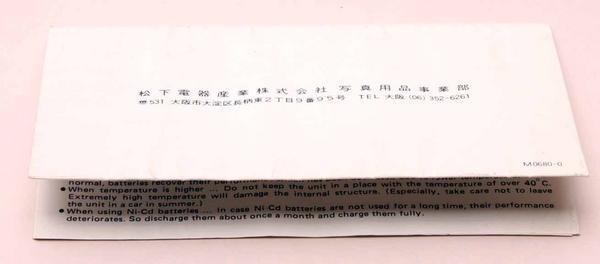 松下電器産業株式会社 写真用品事業部
〠531 大阪市大淀区長柄東2丁目9番95号 TEL 大阪(06)352-6261
M0680-0
normal, batteries recover their
● When temperature is higher ... Do not keep the unit in a place with the temperature of over 40°C.
Extremely high temperature will damage the internal structure. (Especially, take care not to leave
the unit in a car in summer.)
● When using Ni-Cd batteries ... In case Ni-Cd batteries are not used for a long time, their performance
deteriorates. So discharge them about once a month and charge them fully.